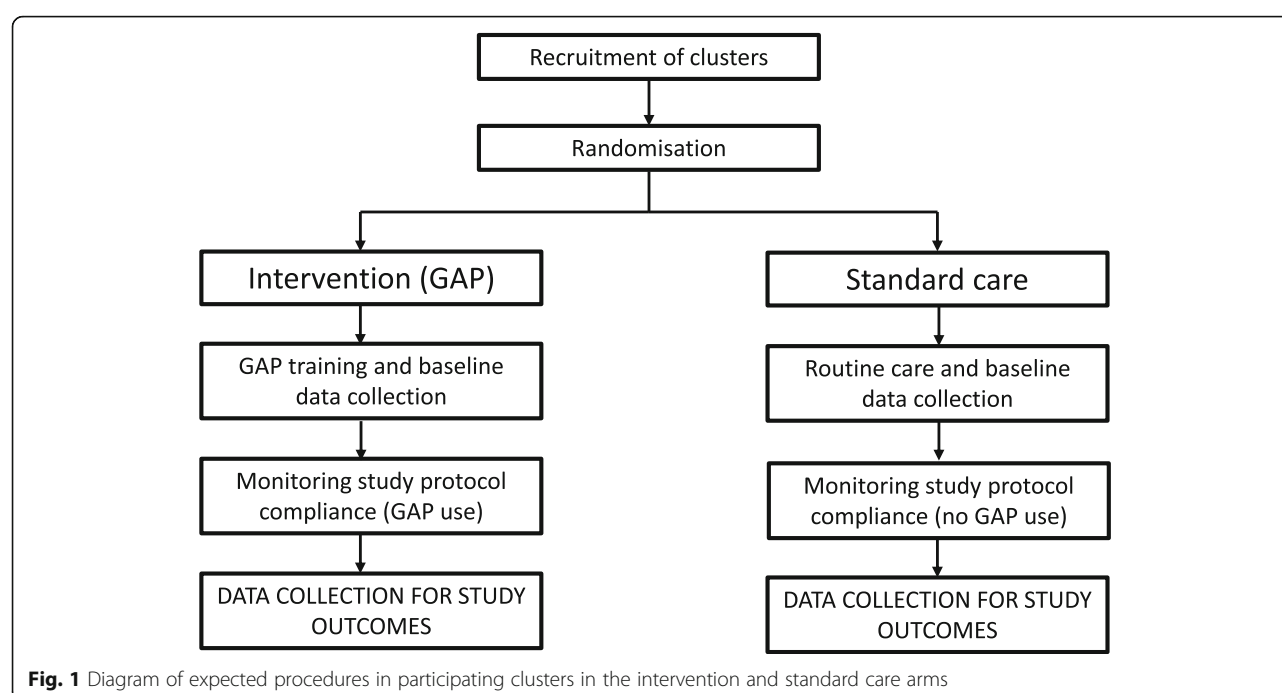 Recruitment of clusters
Randomisation
Intervention (GAP)
Standard care
GAP training and baseline
data collection
Routine care and baseline
data collection
Monitoring study protocol
compliance (GAP use)
Monitoring study protocol
compliance (no GAP use)
DATA COLLECTION FOR STUDY
OUTCOMES
DATA COLLECTION FOR STUDY
OUTCOMES
Fig. 1 Diagram of expected procedures in participating clusters in the intervention and standard care arms